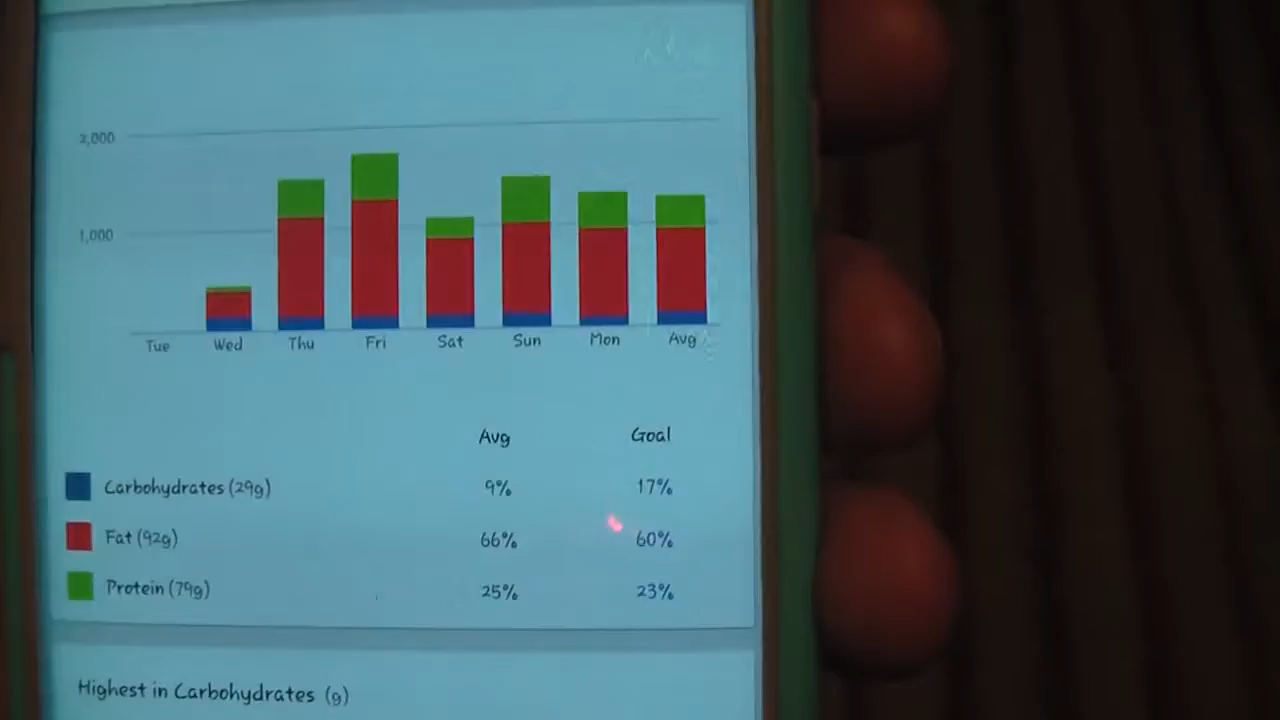 2,000
1,000
Tue Wed Thu Fri Sat Sun Mon Avg
Avg Goal
Carbohydrates (29g) 9% 17%
Fat (92g) 66% 60%
Protein (79g) 25% 23%
Highest in Carbohydrates (g)